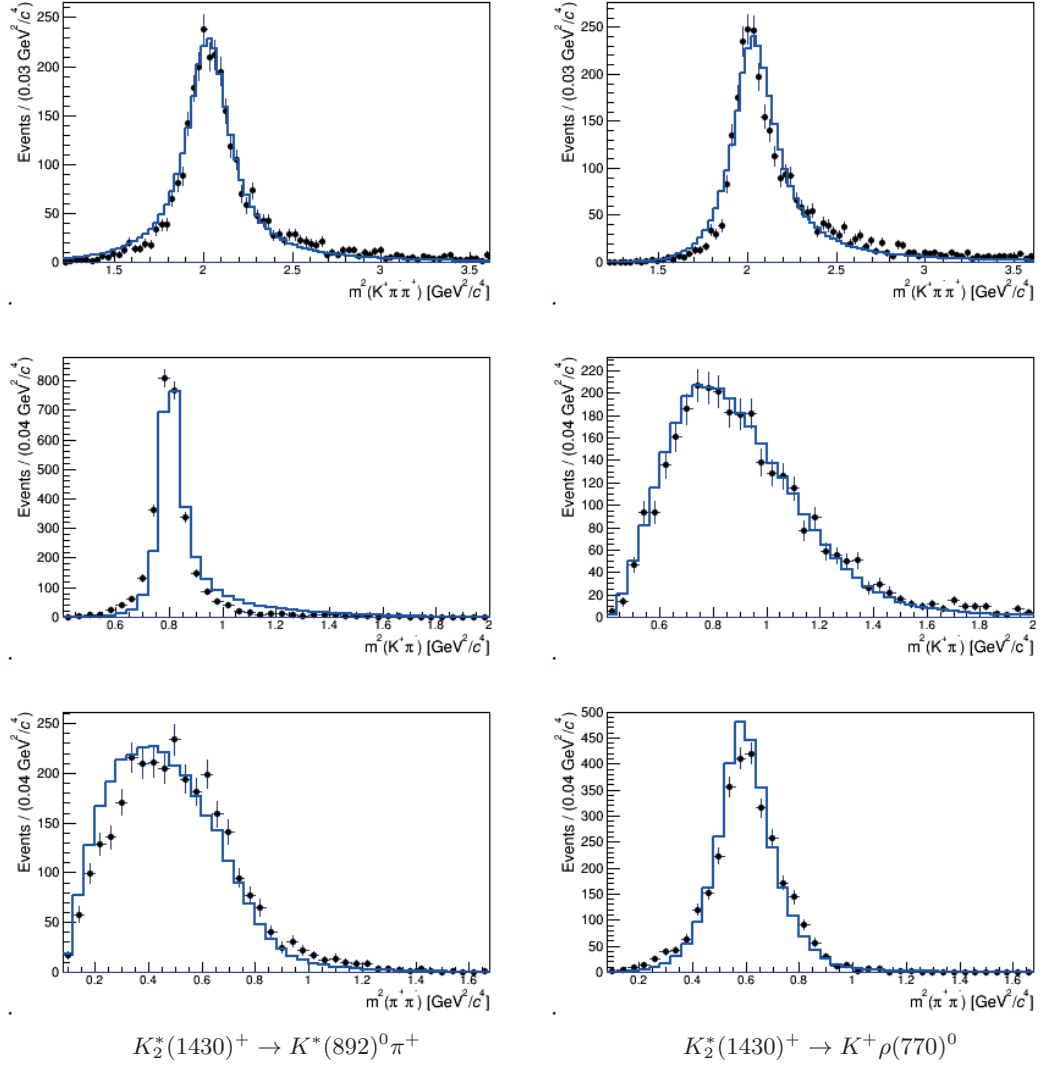 Events / (0.03 GeV²/c⁴)
250
200
150
100
50
0
1.5 2 2.5 3 3.5
m²(K⁺π⁻π⁺) [GeV²/c⁴]
.
Events / (0.03 GeV²/c⁴)
250
200
150
100
50
0
1.5 2 2.5 3 3.5
m²(K⁺π⁻π⁺) [GeV²/c⁴]
.
Events / (0.04 GeV²/c⁴)
800
700
600
500
400
300
200
100
0
0.6 0.8 1 1.2 1.4 1.6 1.8 2
m²(K⁺π⁻) [GeV²/c⁴]
.
Events / (0.04 GeV²/c⁴)
220
200
180
160
140
120
100
80
60
40
20
0
0.6 0.8 1 1.2 1.4 1.6 1.8 2
m²(K⁺π⁻) [GeV²/c⁴]
.
Events / (0.04 GeV²/c⁴)
250
200
150
100
50
0
0.2 0.4 0.6 0.8 1 1.2 1.4 1.6
m²(π⁺π⁻) [GeV²/c⁴]
.
Events / (0.04 GeV²/c⁴)
500
450
400
350
300
250
200
150
100
50
0
0.2 0.4 0.6 0.8 1 1.2 1.4 1.6
m²(π⁺π⁻) [GeV²/c⁴]
.
K₂*(1430)⁺ → K*(892)⁰π⁺
K₂*(1430)⁺ → K⁺ρ(770)⁰